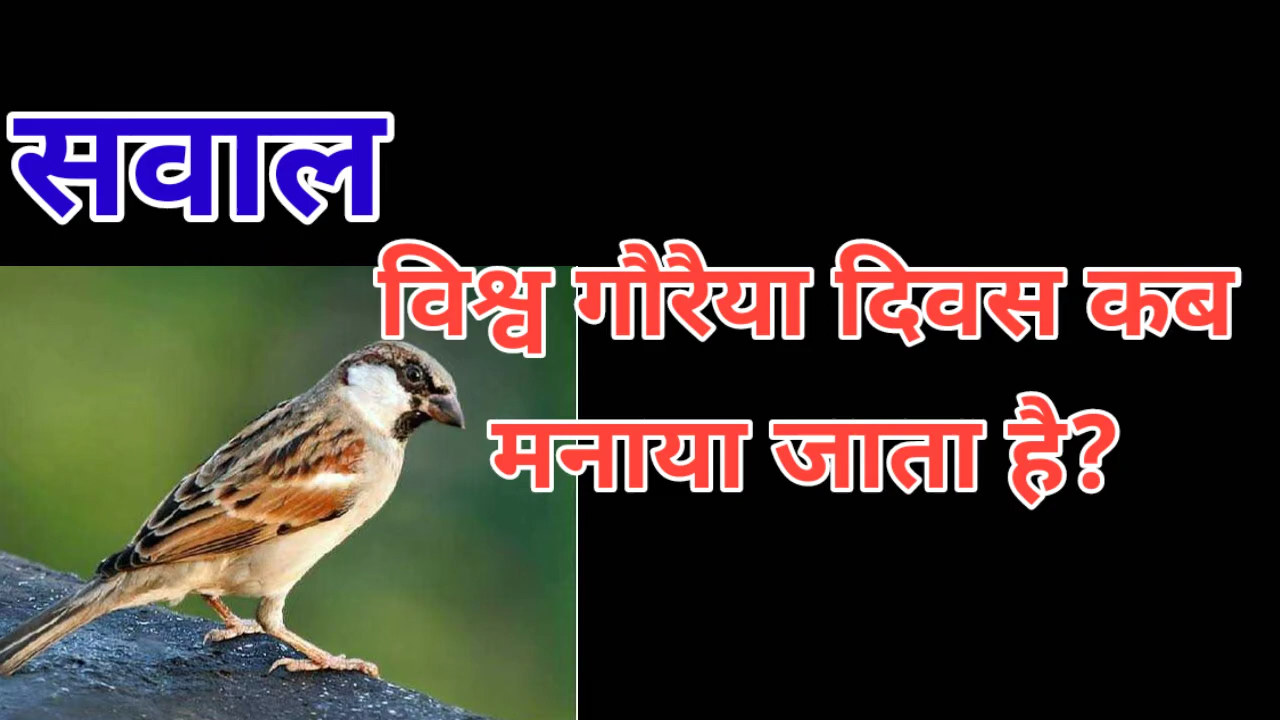 सवाल
विश्व गौरैया दिवस कब
मनाया जाता है?